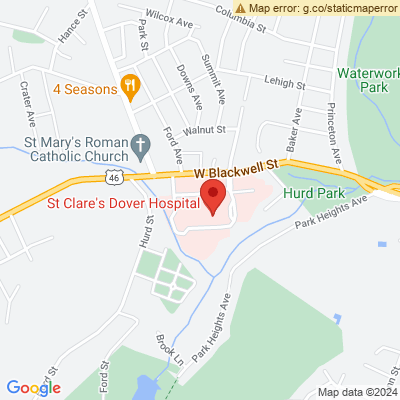 Map error: g.co/staticmaperror
Wilcox Ave
Columbia St
Hance St
Park St
Summit Ave
Downs Ave
Lehigh St
Waterwork
Park
4 Seasons
Crater Ave
Princeton Ave
Walnut St
Baker Ave
Ford Ave
St Mary's Roman
Catholic Church
W Blackwell St
46
Hurd Park
St Clare's Dover Hospital
Park Heights Ave
Hurd St
Park Heights Ave
Brook Ln
Google
Map data ©2024